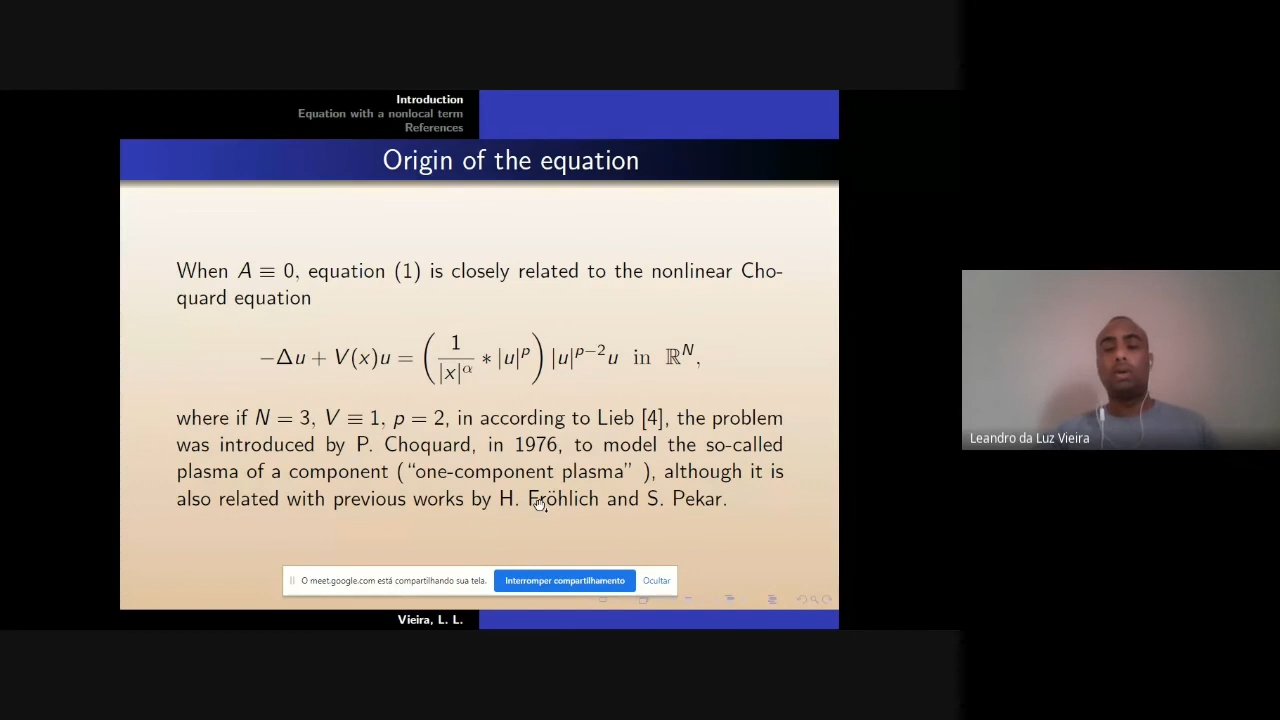 Introduction
Equation with a nonlocal term
References
Origin of the equation
When A ≡ 0, equation (1) is closely related to the nonlinear Cho-
quard equation
−Δu + V(x)u = (1/|x|^α ∗ |u|^p) |u|^{p−2}u in ℝ^N,
where if N = 3, V ≡ 1, p = 2, in according to Lieb [4], the problem
was introduced by P. Choquard, in 1976, to model the so-called
plasma of a component (“one-component plasma” ), although it is
also related with previous works by H. Fröhlich and S. Pekar.
O meet.google.com está compartilhando sua tela. Interromper compartilhamento Ocultar
Vieira, L. L.
Leandro da Luz Vieira